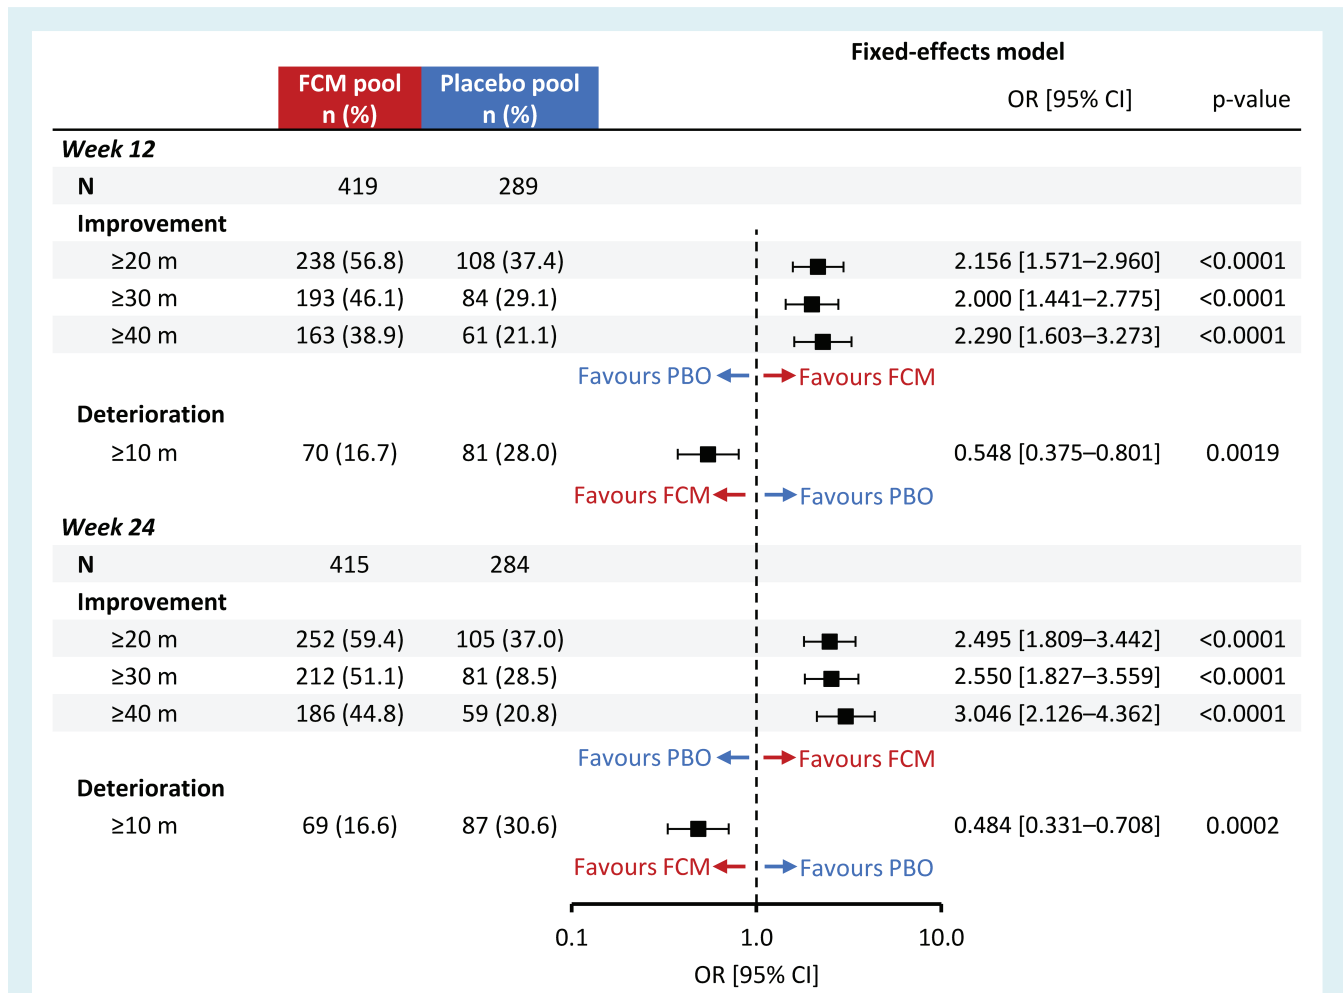 Fixed-effects model
FCM pool n (%) Placebo pool n (%) OR [95% CI] p-value
Week 12
N 419 289
Improvement
≥20 m 238 (56.8) 108 (37.4) 2.156 [1.571–2.960] <0.0001
≥30 m 193 (46.1) 84 (29.1) 2.000 [1.441–2.775] <0.0001
≥40 m 163 (38.9) 61 (21.1) 2.290 [1.603–3.273] <0.0001
Favours PBO Favours FCM
Deterioration
≥10 m 70 (16.7) 81 (28.0) 0.548 [0.375–0.801] 0.0019
Favours FCM Favours PBO
Week 24
N 415 284
Improvement
≥20 m 252 (59.4) 105 (37.0) 2.495 [1.809–3.442] <0.0001
≥30 m 212 (51.1) 81 (28.5) 2.550 [1.827–3.559] <0.0001
≥40 m 186 (44.8) 59 (20.8) 3.046 [2.126–4.362] <0.0001
Favours PBO Favours FCM
Deterioration
≥10 m 69 (16.6) 87 (30.6) 0.484 [0.331–0.708] 0.0002
Favours FCM Favours PBO
0.1 1.0 10.0
OR [95% CI]